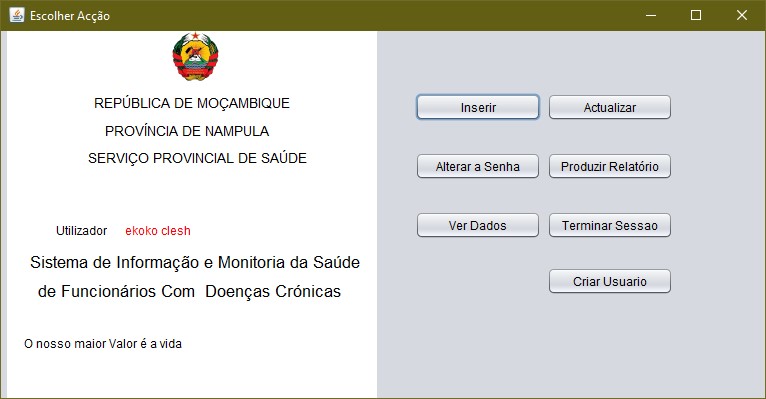 Escolher Acção
REPÚBLICA DE MOÇAMBIQUE
PROVÍNCIA DE NAMPULA
SERVIÇO PROVINCIAL DE SAÚDE
Utilizador ekoko clesh
Sistema de Informação e Monitoria da Saúde
de Funcionários Com Doenças Crónicas
O nosso maior Valor é a vida
Inserir Actualizar
Alterar a Senha Produzir Relatório
Ver Dados Terminar Sessao
Criar Usuario